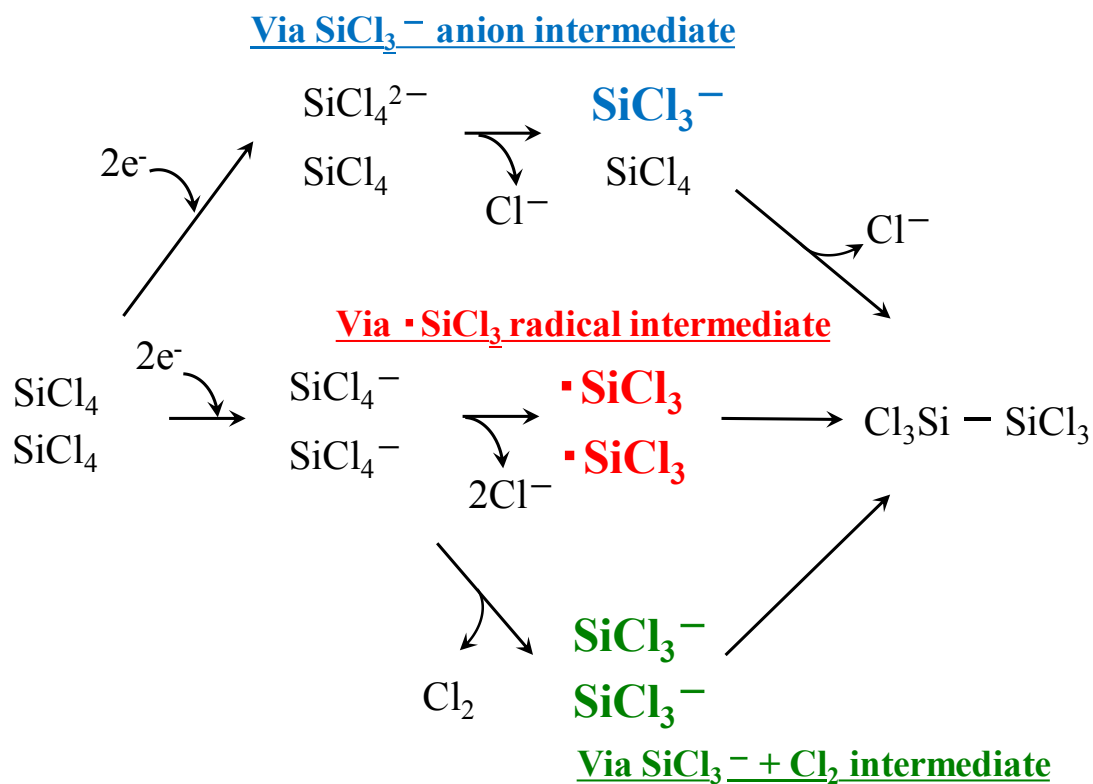 Via SiCl₃⁻ anion intermediate
SiCl₄²⁻
SiCl₃⁻
2e⁻
SiCl₄
SiCl₄
Cl⁻
Cl⁻
Via ·SiCl₃ radical intermediate
2e⁻
SiCl₄
SiCl₄
SiCl₄⁻
SiCl₄⁻
·SiCl₃
·SiCl₃
2Cl⁻
Cl₃Si — SiCl₃
SiCl₃⁻
SiCl₃⁻
Cl₂
Via SiCl₃⁻ + Cl₂ intermediate